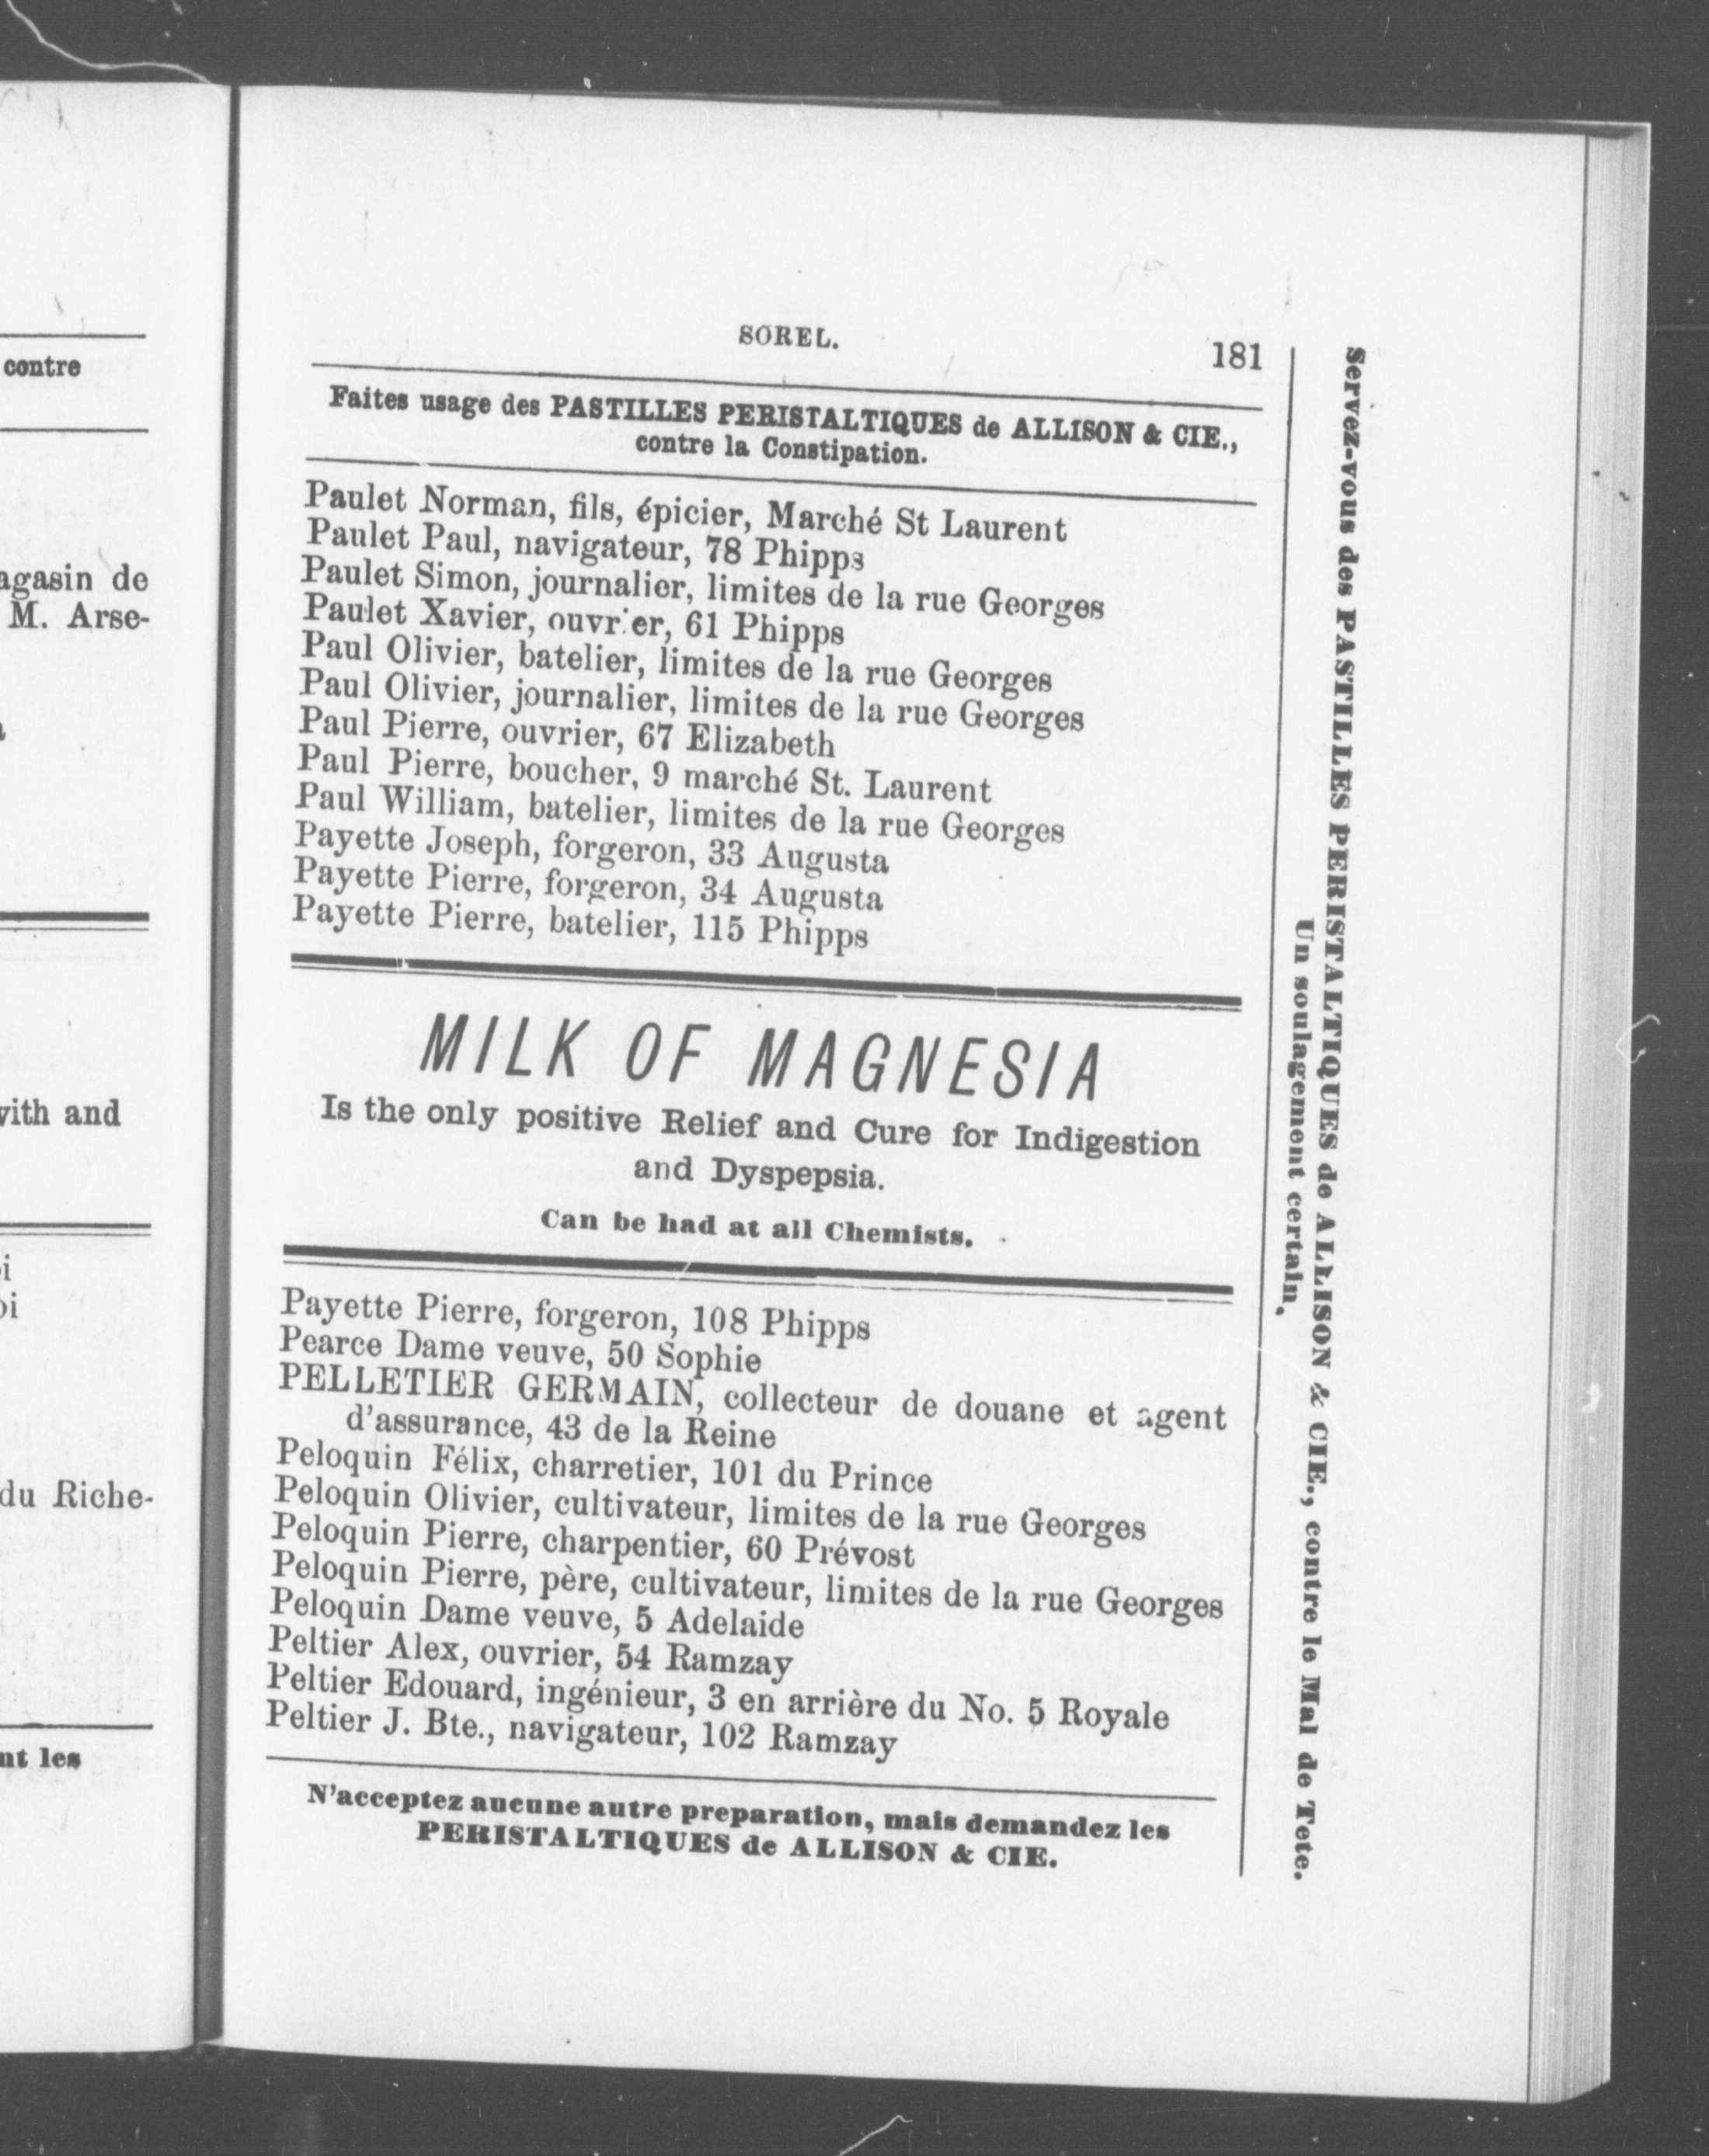 contre
agasin de
M. Arse-
with and
du Riche-
nt les
SOREL.
181
Faites usage des PASTILLES PERISTALTIQUES de ALLISON & CIE.,
contre la Constipation.
Paulet Norman, fils, épicier, Marché St Laurent
Paulet Paul, navigateur, 78 Phipps
Paulet Simon, journalier, limites de la rue Georges
Paulet Xavier, ouvrier, 61 Phipps
Paul Olivier, batelier, limites de la rue Georges
Paul Olivier, journalier, limites de la rue Georges
Paul Pierre, ouvrier, 67 Elizabeth
Paul Pierre, boucher, 9 marché St. Laurent
Paul William, batelier, limites de la rue Georges
Payette Joseph, forgeron, 33 Augusta
Payette Pierre, forgeron, 34 Augusta
Payette Pierre, batelier, 115 Phipps
MILK OF MAGNESIA
Is the only positive Relief and Cure for Indigestion
and Dyspepsia.
Can be had at all Chemists.
Payette Pierre, forgeron, 108 Phipps
Pearce Dame veuve, 50 Sophie
PELLETIER GERMAIN, collecteur de douane et agent
d'assurance, 43 de la Reine
Peloquin Félix, charretier, 101 du Prince
Peloquin Olivier, cultivateur, limites de la rue Georges
Peloquin Pierre, charpentier, 60 Prévost
Peloquin Pierre, père, cultivateur, limites de la rue Georges
Peloquin Dame veuve, 5 Adelaide
Peltier Alex, ouvrier, 54 Ramzay
Peltier Edouard, ingénieur, 3 en arrière du No. 5 Royale
Peltier J. Bte., navigateur, 102 Ramzay
N'acceptez aucune autre preparation, mais demandez les
PERISTALTIQUES de ALLISON & CIE.
Servez-vous des PASTILLES PERISTALTIQUES de ALLISON & CIE., contre le Mal de Tete.
Un soulagement certain.